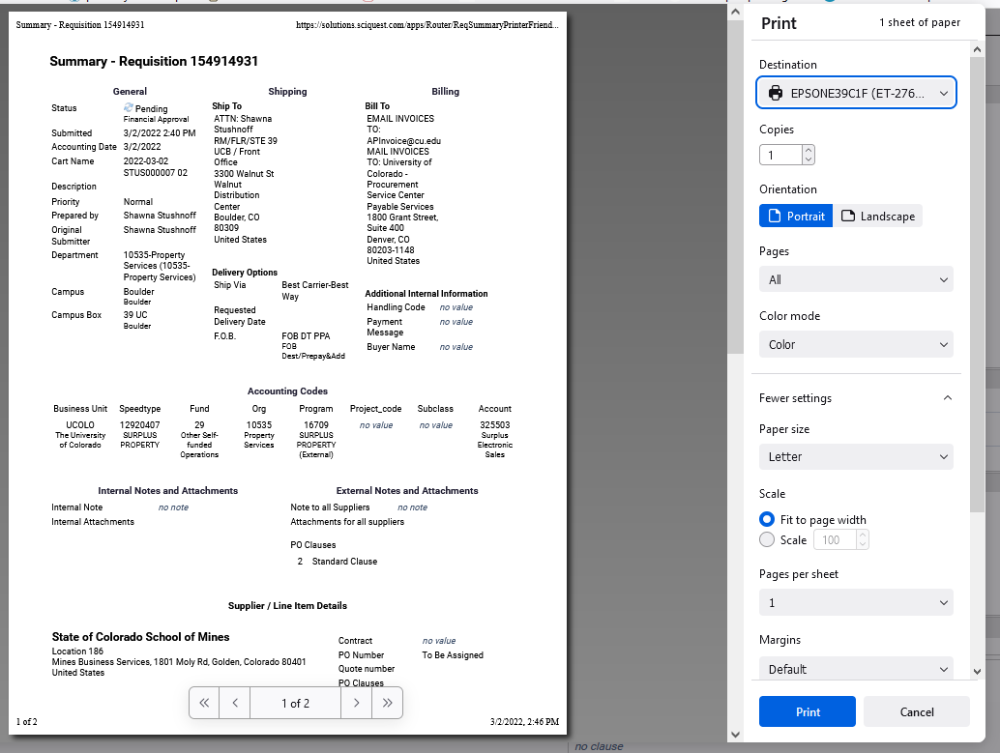 Summary - Requisition 154914931
https://solutions.sciquest.com/apps/Router/ReqSummaryPrinterFriend...
Summary - Requisition 154914931
General
Status
Pending
Financial Approval
Submitted
3/2/2022 2:40 PM
Accounting Date
3/2/2022
Cart Name
2022-03-02
STUS000007 02
Description
Priority
Normal
Prepared by
Shawna Stushnoff
Original
Submitter
Shawna Stushnoff
Department
10535-Property
Services (10535-
Property Services)
Campus
Boulder
Boulder
Campus Box
39 UC
Boulder
Shipping
Ship To
ATTN: Shawna
Stushnoff
RM/FLR/STE 39
UCB / Front
Office
3300 Walnut St
Walnut
Distribution
Center
Boulder, CO
80309
United States
Delivery Options
Ship Via
Best Carrier-Best
Way
Requested
Delivery Date
F.O.B.
FOB DT PPA
FOB
Dest/Prepay&Add
Billing
Bill To
EMAIL INVOICES
TO:
APInvoice@cu.edu
MAIL INVOICES
TO: University of
Colorado -
Procurement
Service Center
Payable Services
1800 Grant Street,
Suite 400
Denver, CO
80203-1148
United States
Additional Internal Information
Handling Code
no value
Payment
Message
no value
Buyer Name
no value
Accounting Codes
Business Unit Speedtype Fund Org Program Project_code Subclass Account
UCOLO 12920407 29 10535 16709 no value no value 325503
The University SURPLUS Other Self- Property SURPLUS Surplus
of Colorado PROPERTY funded Services PROPERTY Electronic
Operations (External) Sales
Internal Notes and Attachments
Internal Note
no note
Internal Attachments
External Notes and Attachments
Note to all Suppliers
no note
Attachments for all suppliers
PO Clauses
2 Standard Clause
Supplier / Line Item Details
State of Colorado School of Mines
Location 186
Mines Business Services, 1801 Moly Rd, Golden, Colorado 80401
United States
Contract
no value
PO Number
To Be Assigned
Quote number
PO Clauses
1 of 2
1 of 2
3/2/2022, 2:46 PM
no clause
Print
1 sheet of paper
Destination
EPSONE39C1F (ET-276...
Copies
1
Orientation
Portrait
Landscape
Pages
All
Color mode
Color
Fewer settings
Paper size
Letter
Scale
Fit to page width
Scale
100
Pages per sheet
1
Margins
Default
Print
Cancel